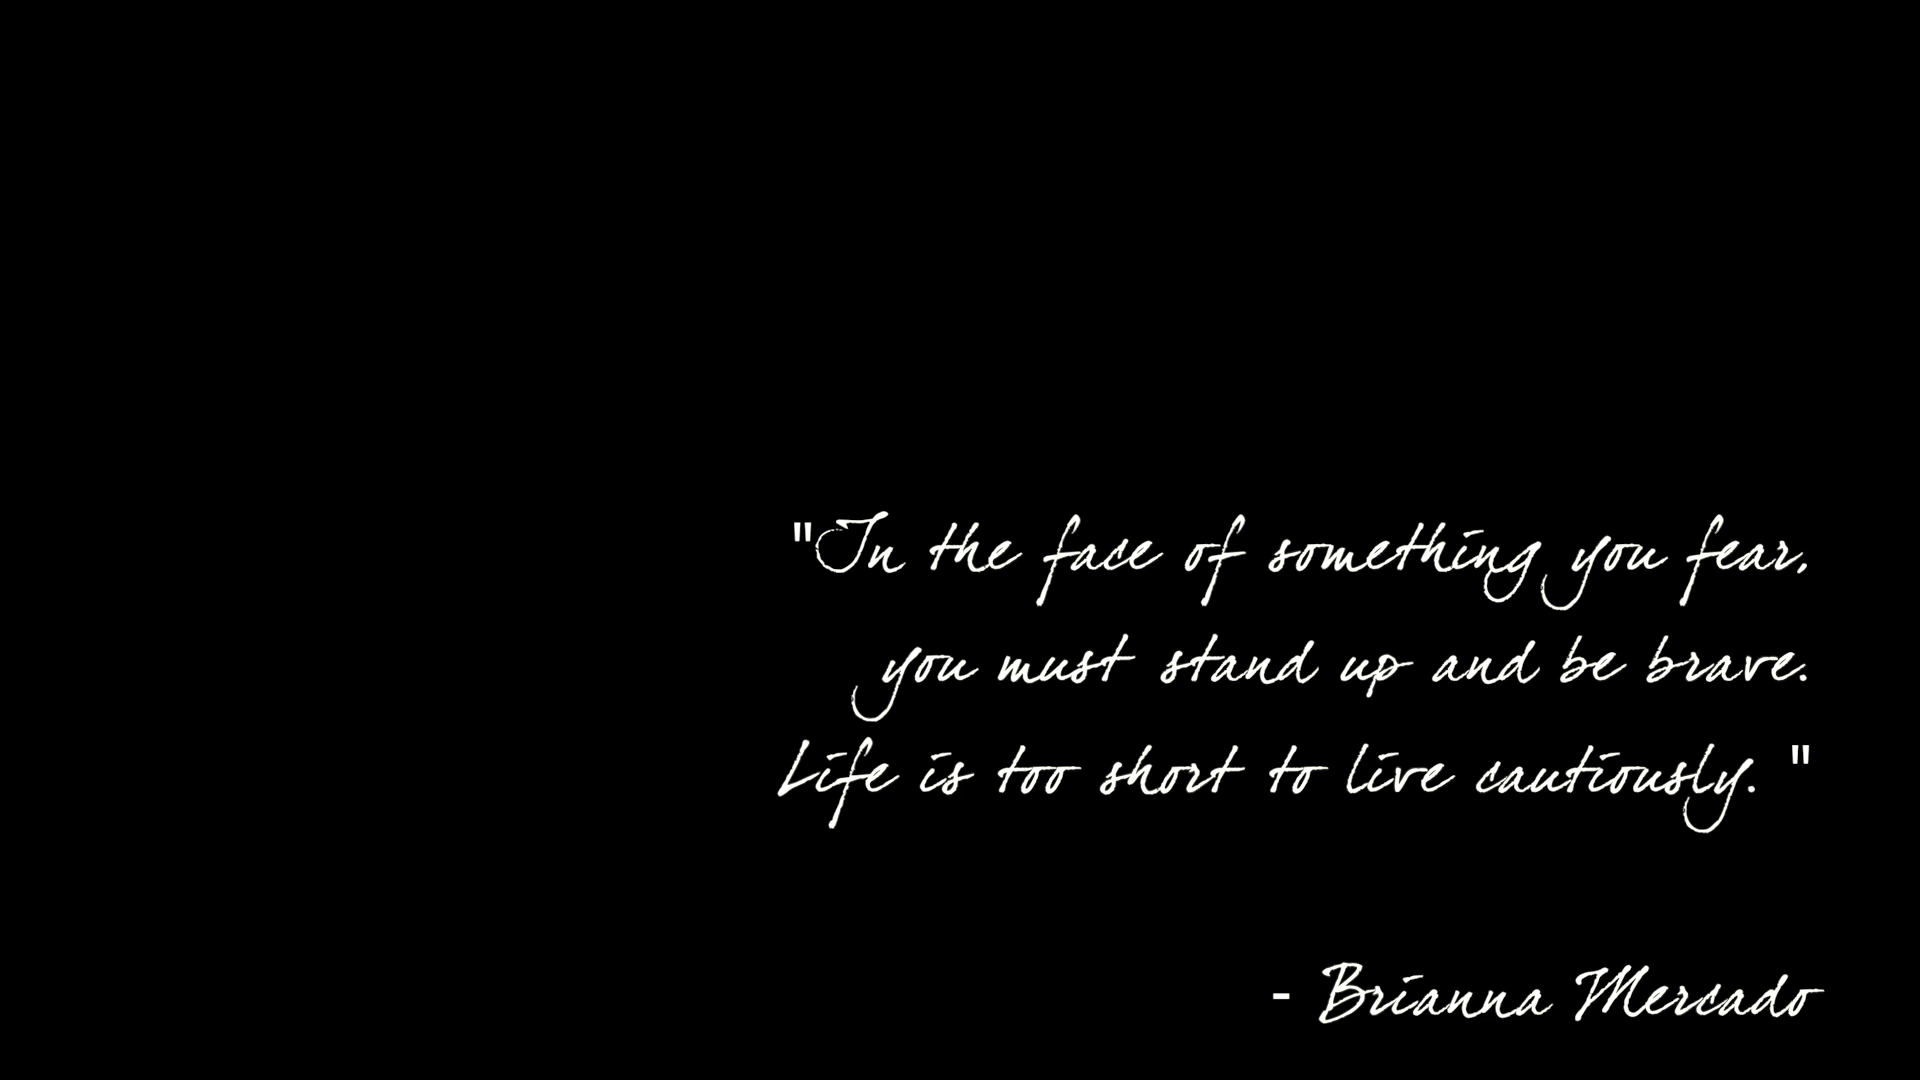 "In the face of something you fear,
you must stand up and be brave.
Life is too short to live cautiously. "
- Brianna Mercado